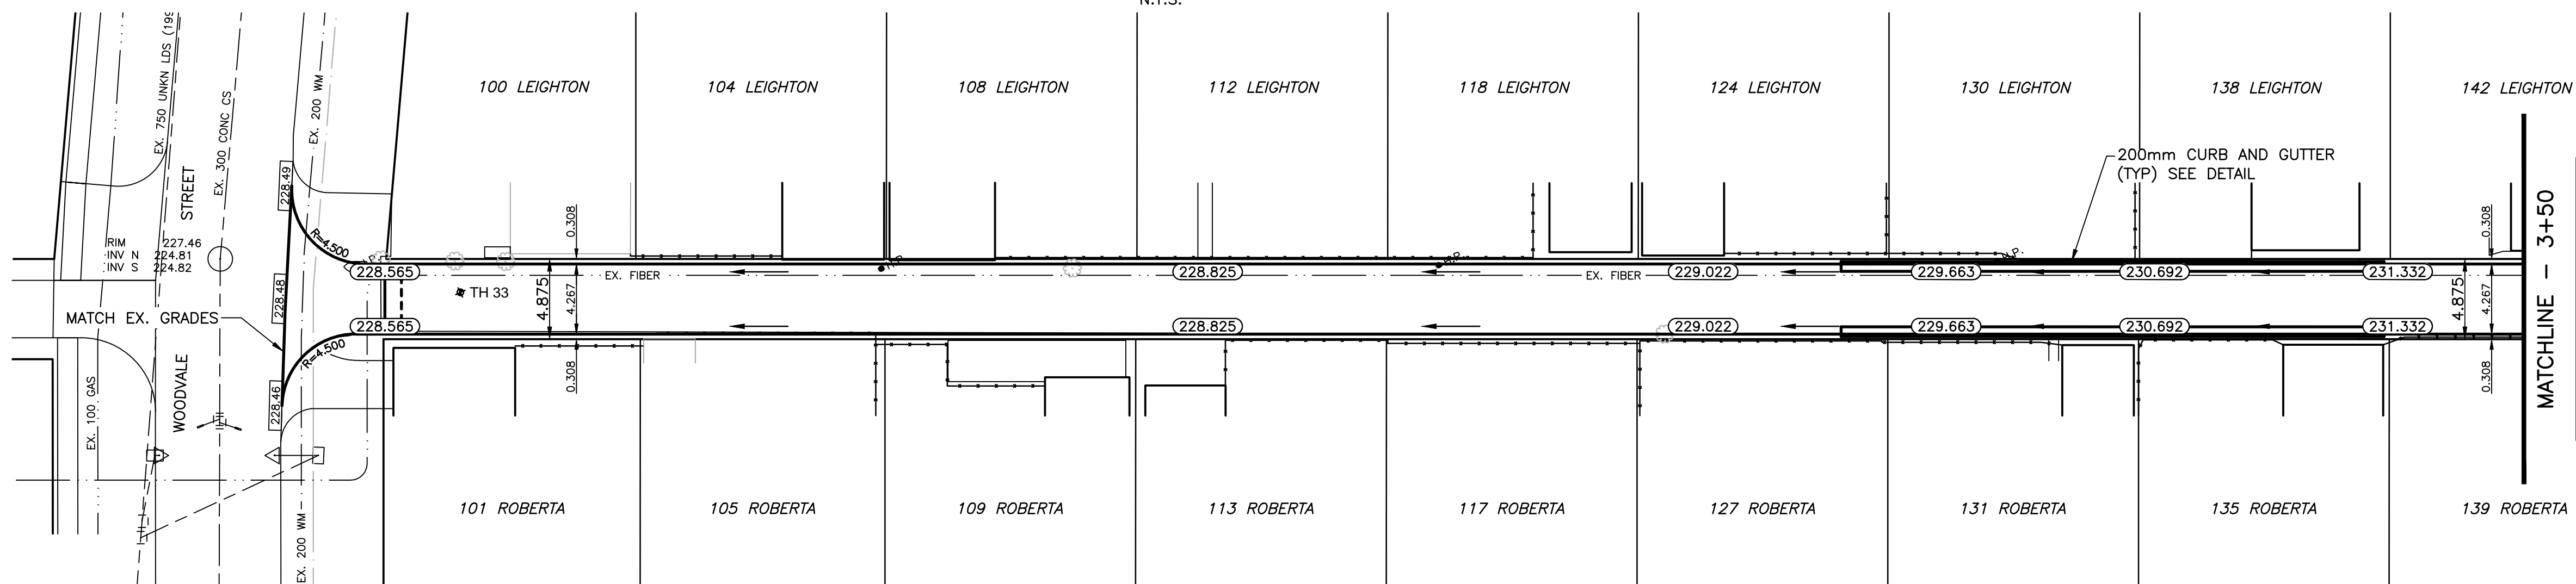 N.T.S.
100 LEIGHTON
104 LEIGHTON
108 LEIGHTON
112 LEIGHTON
118 LEIGHTON
124 LEIGHTON
130 LEIGHTON
138 LEIGHTON
142 LEIGHTON
EX. 750 UNKN LDS (199
EX. 300 CONC CS
EX. 200 WM
STREET
228.49
200mm CURB AND GUTTER
(TYP) SEE DETAIL
MATCHLINE - 3+50
RIM 227.46
INV N 224.81
INV S 224.82
R=4.500
0.308
0.308
H.P.
H.P.
H.P.
228.565
EX. FIBER
228.825
EX. FIBER
229.022
229.663
230.692
231.332
228.48
TH 33
4.875
4.267
4.875
4.267
MATCH EX. GRADES
228.565
228.825
229.022
229.663
230.692
231.332
R=4.500
0.308
0.308
WOODVALE
228.46
EX. 100 GAS
EX. 200 WM
101 ROBERTA
105 ROBERTA
109 ROBERTA
113 ROBERTA
117 ROBERTA
127 ROBERTA
131 ROBERTA
135 ROBERTA
139 ROBERTA